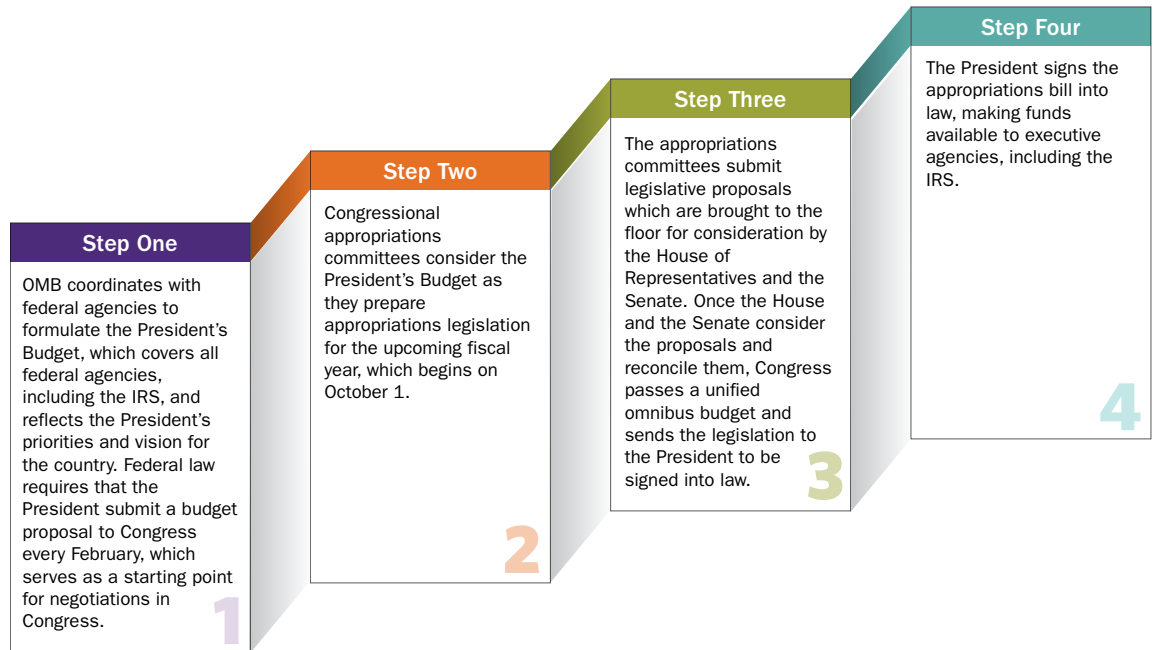 Step One
OMB coordinates with
federal agencies to
formulate the President's
Budget, which covers all
federal agencies,
including the IRS, and
reflects the President's
priorities and vision for
the country. Federal law
requires that the
President submit a budget
proposal to Congress
every February, which
serves as a starting point
for negotiations in
Congress.
1
Step Two
Congressional
appropriations
committees consider the
President's Budget as
they prepare
appropriations legislation
for the upcoming fiscal
year, which begins on
October 1.
2
Step Three
The appropriations
committees submit
legislative proposals
which are brought to the
floor for consideration by
the House of
Representatives and the
Senate. Once the House
and the Senate consider
the proposals and
reconcile them, Congress
passes a unified
omnibus budget and
sends the legislation to
the President to be
signed into law.
3
Step Four
The President signs the
appropriations bill into
law, making funds
available to executive
agencies, including the
IRS.
4